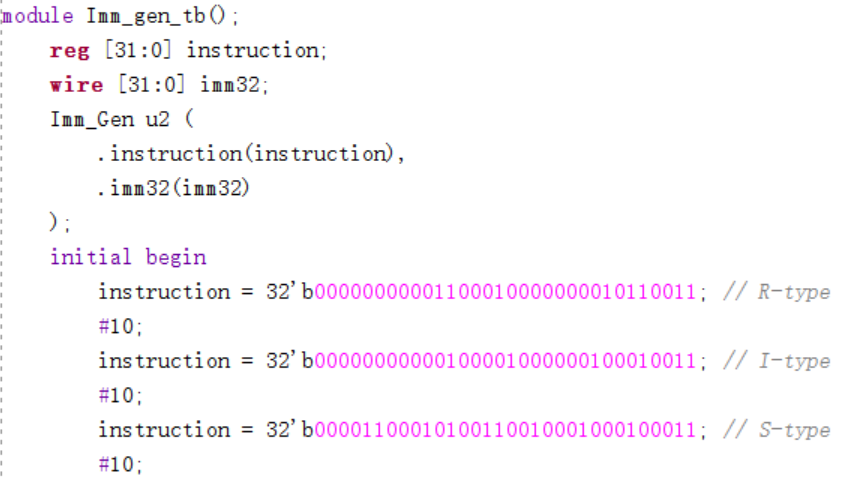 module Imm_gen_tb();
reg [31:0] instruction;
wire [31:0] imm32;
Imm_Gen u2 (
.instruction(instruction),
.imm32(imm32)
);
initial begin
instruction = 32'b00000000001100010000000010110011; // R-type
#10;
instruction = 32'b00000000000100001000000100010011; // I-type
#10;
instruction = 32'b00001100010100110010001000100011; // S-type
#10;